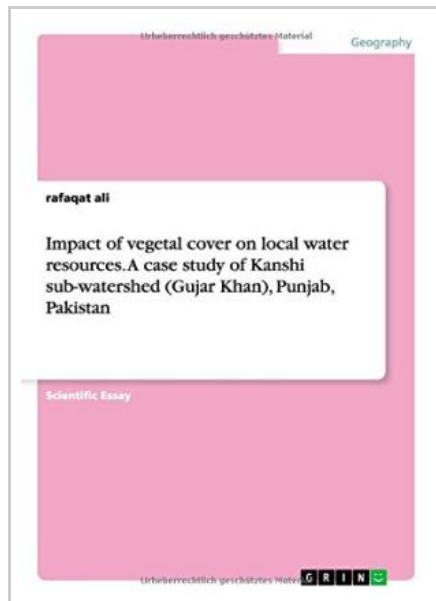 Urheberrechtlich geschütztes Material
Geography
rafaqat ali
Impact of vegetal cover on local water
resources. A case study of Kanshi
sub-watershed (Gujar Khan), Punjab,
Pakistan
Scientific Essay
Urheberrechtlich geschütztes Mater
GRIN